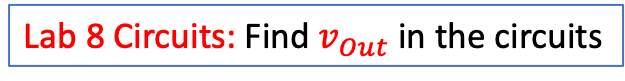 Lab 8 Circuits: Find v_Out in the circuits